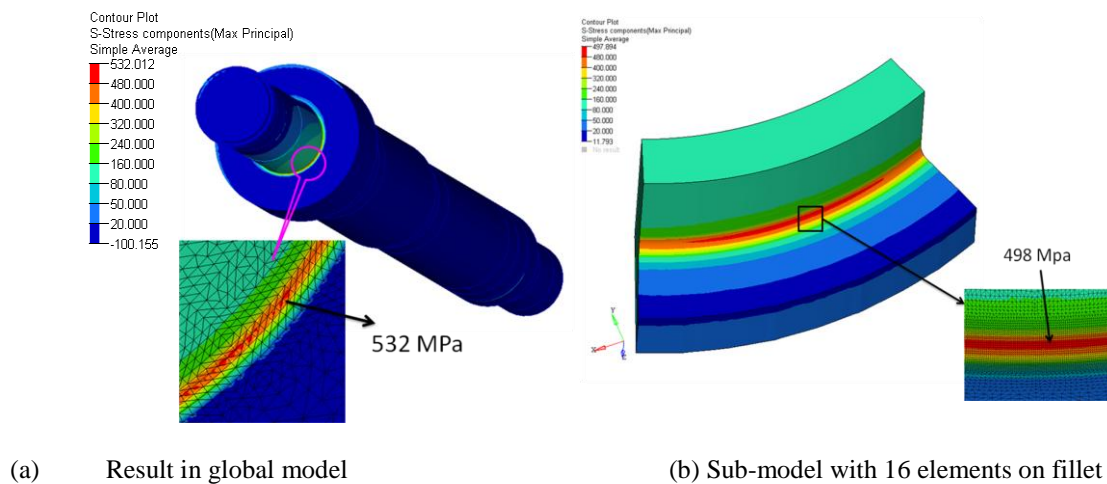 Contour Plot
S-Stress components(Max Principal)
Simple Average
532.012
480.000
400.000
320.000
240.000
160.000
80.000
20.000
-100.155
532 MPa
Contour Plot
S-Stress components(Max Principal)
Simple Average
497.894
480.000
400.000
320.000
240.000
160.000
80.000
50.000
20.000
11.793
No result
498 Mpa
Y
X
(a) Result in global model
(b) Sub-model with 16 elements on fillet